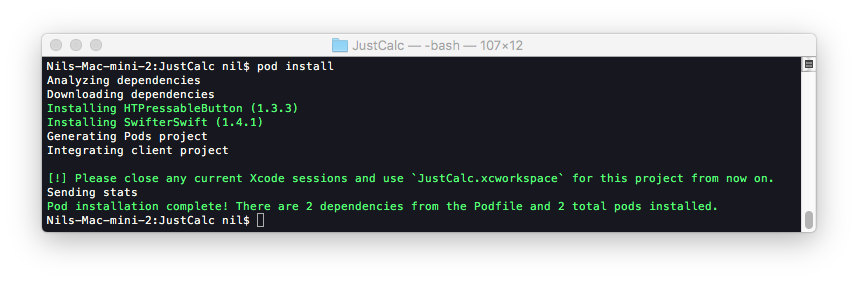 JustCalc — -bash — 107×12
Nils-Mac-mini-2:JustCalc nil$ pod install
Analyzing dependencies
Downloading dependencies
Installing HTPressableButton (1.3.3)
Installing SwifterSwift (1.4.1)
Generating Pods project
Integrating client project
[!] Please close any current Xcode sessions and use `JustCalc.xcworkspace` for this project from now on.
Sending stats
Pod installation complete! There are 2 dependencies from the Podfile and 2 total pods installed.
Nils-Mac-mini-2:JustCalc nil$